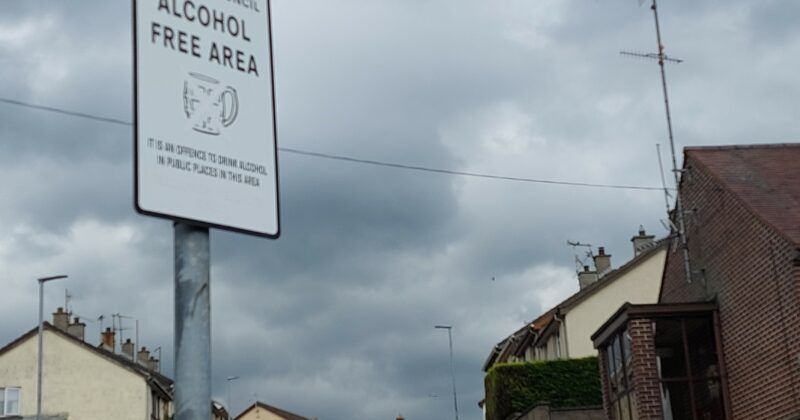 ALCOHOL
FREE AREA
IT IS AN OFFENCE TO DRINK ALCOHOL
IN PUBLIC PLACES IN THIS AREA